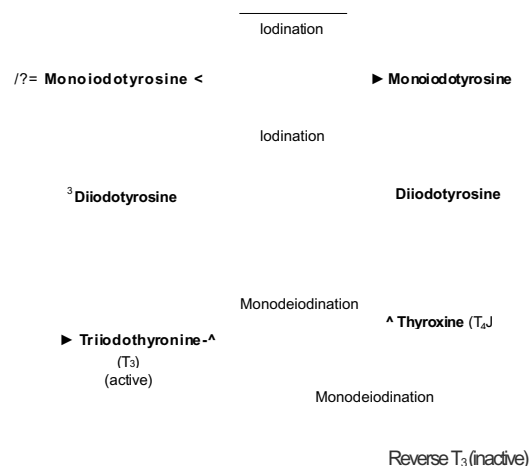 Iodination
/?= Monoiodotyrosine <
► Monoiodotyrosine
Iodination
³Diiodotyrosine
Diiodotyrosine
Monodeiodination
^ Thyroxine (T₄J
► Triiodothyronine-^
(T₃)
(active)
Monodeiodination
Reverse T₃(inactive)